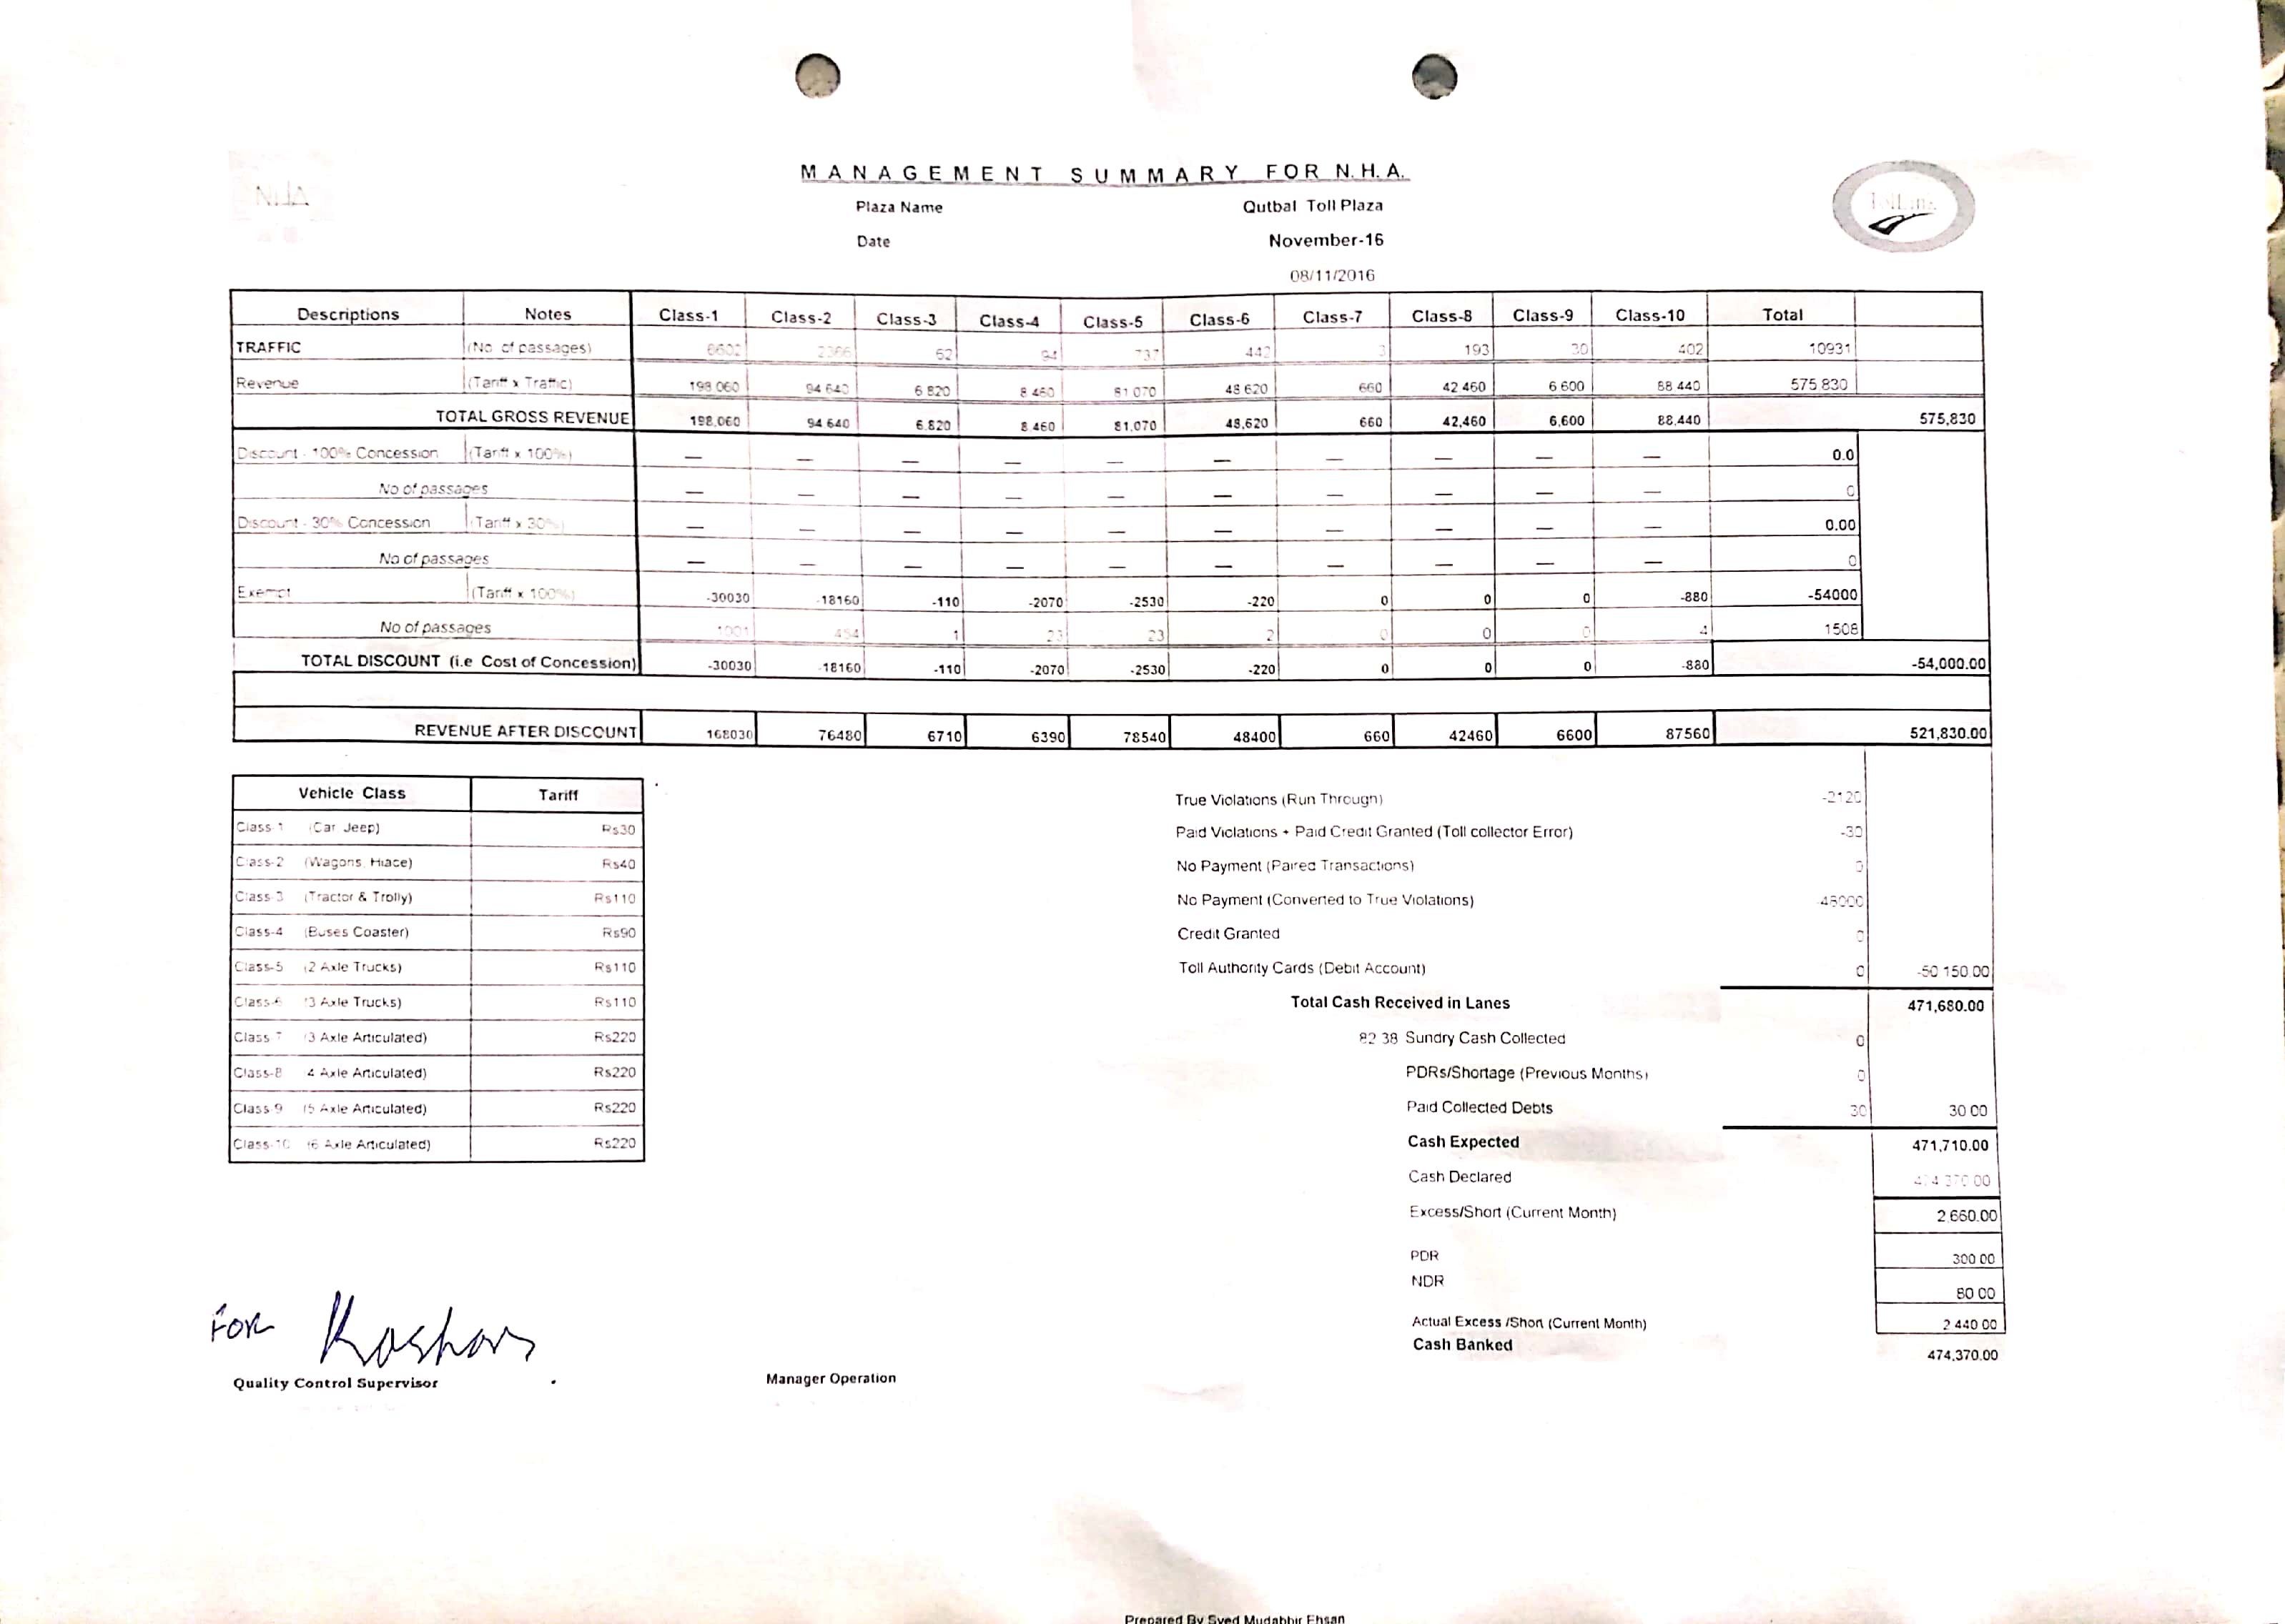 NHA
MANAGEMENT SUMMARY FOR N.H.A.
Plaza Name Qutbal Toll Plaza
Date November-16
08/11/2016
Descriptions Notes Class-1 Class-2 Class-3 Class-4 Class-5 Class-6 Class-7 Class-8 Class-9 Class-10 Total
TRAFFIC (No. of passages) 6602 2366 62 94 737 442 3 193 30 402 10931
Revenue (Tariff x Traffic) 198,060 94 640 6 820 8 460 81 070 48 620 660 42 460 6 600 88 440 575 830
TOTAL GROSS REVENUE 198,060 94 640 6,820 8 460 81,070 48,620 660 42,460 6,600 88,440 575,830
Discount - 100% Concession (Tariff x 100%) — — — — — — — — — — 0.0
No of passages — — — — — — — — — — 0
Discount - 30% Concession (Tariff x 30%) — — — — — — — — — — 0.00
No of passages — — — — — — — — — — 0
Exempt (Tariff x 100%) -30030 -18160 -110 -2070 -2530 -220 0 0 0 -880 -54000
No of passages 1001 454 1 23 23 2 0 0 0 4 1508
TOTAL DISCOUNT (i.e Cost of Concession) -30030 -18160 -110 -2070 -2530 -220 0 0 0 -880 -54,000.00
REVENUE AFTER DISCOUNT 168030 76480 6710 6390 78540 48400 660 42460 6600 87560 521,830.00
Vehicle Class Tariff
Class-1 (Car Jeep) Rs30
Class-2 (Wagons, Hiace) Rs40
Class-3 (Tractor & Trolly) Rs110
Class-4 (Buses Coaster) Rs90
Class-5 (2 Axle Trucks) Rs110
Class-6 (3 Axle Trucks) Rs110
Class 7 (3 Axle Articulated) Rs220
Class-8 4 Axle Articulated) Rs220
Class 9 (5 Axle Articulated) Rs220
Class-10 (6 Axle Articulated) Rs220
True Violations (Run Through) -2120
Paid Violations + Paid Credit Granted (Toll collector Error) -30
No Payment (Paired Transactions) 0
No Payment (Converted to True Violations) -48000
Credit Granted 0
Toll Authority Cards (Debit Account) 0 -50 150.00
Total Cash Received in Lanes 471,680.00
82 38 Sundry Cash Collected 0
PDRs/Shortage (Previous Months) 0
Paid Collected Debts 30 30 00
Cash Expected 471,710.00
Cash Declared 474 370 00
Excess/Short (Current Month) 2,660.00
PDR 300 00
NDR 80 00
Actual Excess /Short (Current Month) 2 440 00
Cash Banked 474,370.00
FOR
Quality Control Supervisor Manager Operation
Prepared By Syed Mudabbir Ehsan